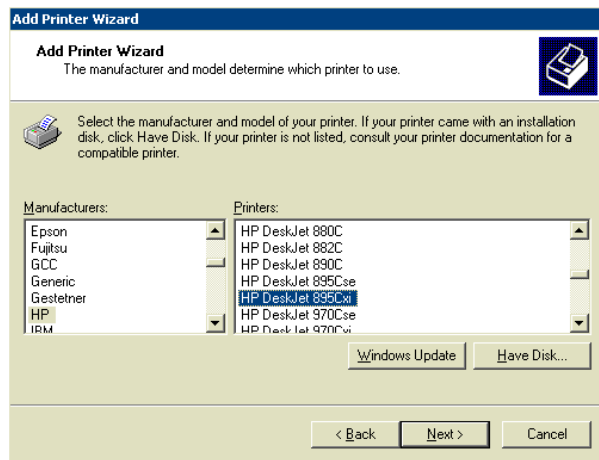 Add Printer Wizard
Add Printer Wizard
The manufacturer and model determine which printer to use.
Select the manufacturer and model of your printer. If your printer came with an installation
disk, click Have Disk. If your printer is not listed, consult your printer documentation for a
compatible printer.
Manufacturers:
Epson
Fujitsu
GCC
Generic
Gestetner
HP
IBM
Printers:
HP DeskJet 880C
HP DeskJet 882C
HP DeskJet 890C
HP DeskJet 895Cse
HP DeskJet 895Cxi
HP DeskJet 970Cse
HP DeskJet 970Cxi
Windows Update
Have Disk...
< Back
Next >
Cancel